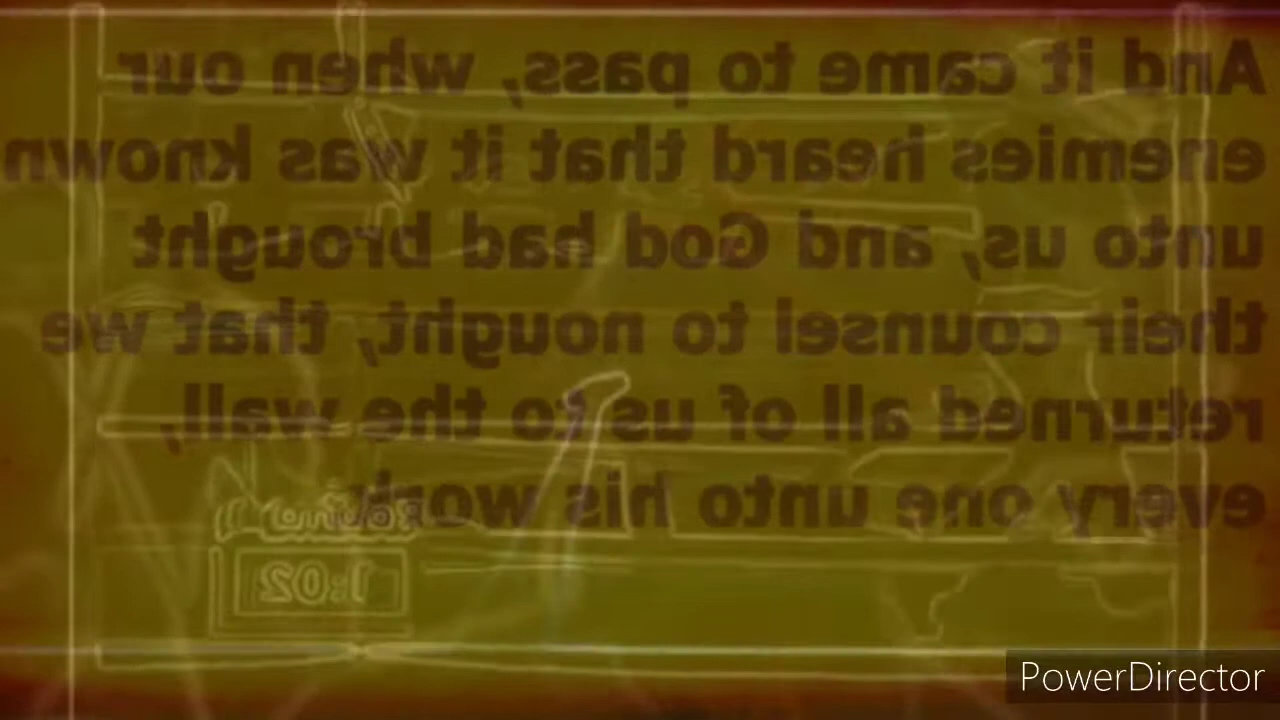 And it came to pass, when our
enemies heard that it was known
unto us, and God had brought
their counsel to nought, that we
returned all of us to the wall,
every one unto his work.
Round
1:02
PowerDirector